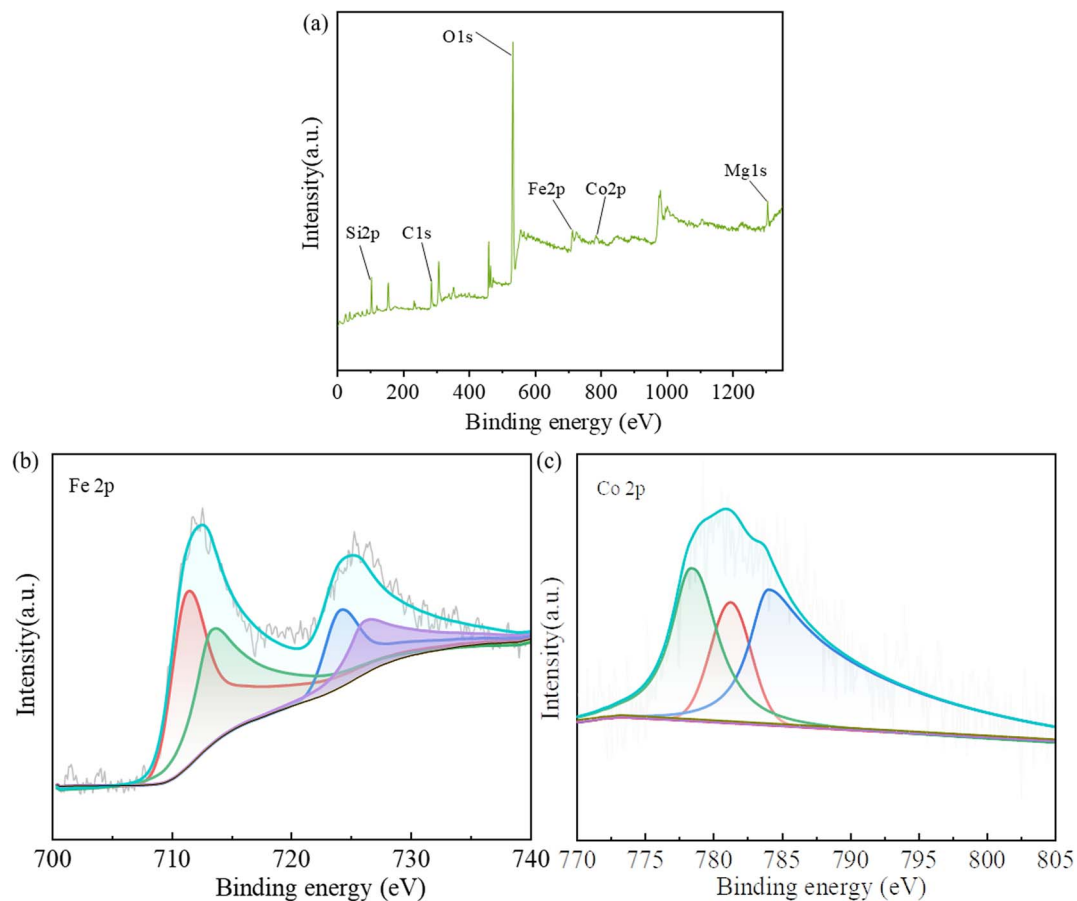 (a)
O1s
Mg1s
Fe2p
Co2p
Si2p
C1s
Intensity(a.u.)
0 200 400 600 800 1000 1200
Binding energy (eV)
(b)
Fe 2p
Intensity(a.u.)
700 710 720 730 740
Binding energy (eV)
(c)
Co 2p
Intensity(a.u.)
770 775 780 785 790 795 800 805
Binding energy (eV)